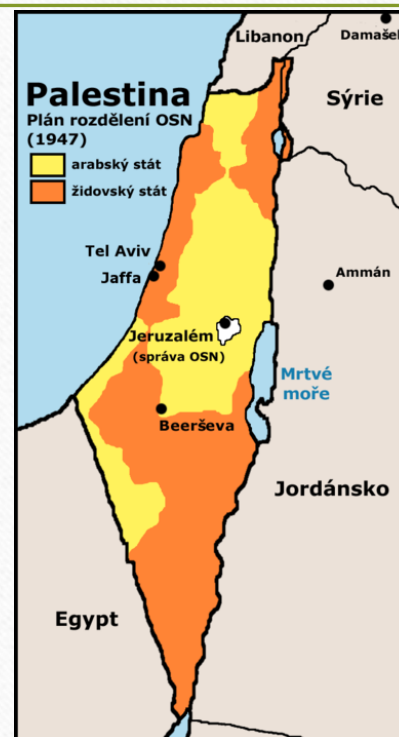 Libanon
Damašek
Palestina
Plán rozdělení OSN
(1947)
arabský stát
židovský stát
Sýrie
Tel Aviv
Jaffa
Ammán
Jeruzalém
(správa OSN)
Mrtvé
moře
Beerševa
Jordánsko
Egypt